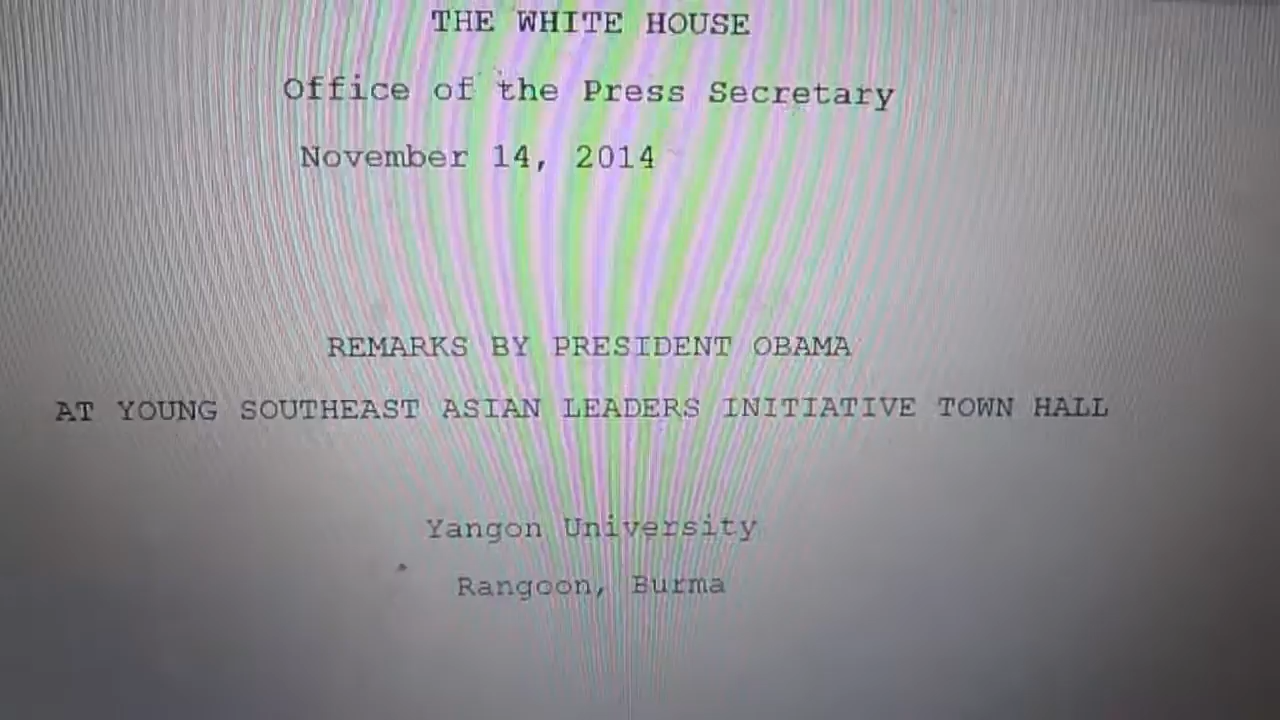 THE WHITE HOUSE
Office of the Press Secretary
November 14, 2014
REMARKS BY PRESIDENT OBAMA
AT YOUNG SOUTHEAST ASIAN LEADERS INITIATIVE TOWN HALL
Yangon University
Rangoon, Burma